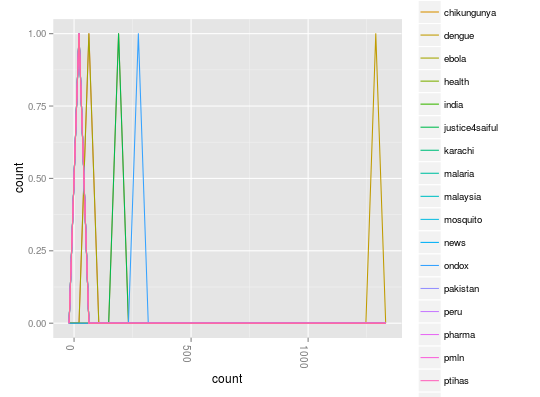 1.00
0.75
0.50
0.25
0.00
count
0
500
1000
count
chikungunya
dengue
ebola
health
india
justice4saiful
karachi
malaria
malaysia
mosquito
news
ondox
pakistan
peru
pharma
pmln
ptihas